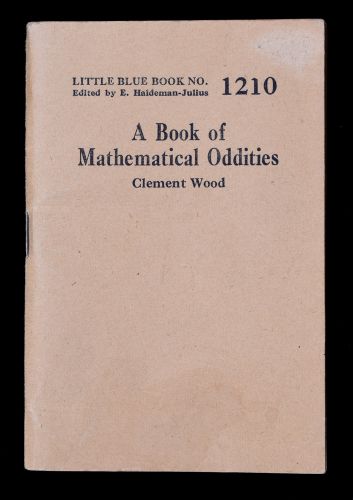 LITTLE BLUE BOOK NO. 1210
Edited by E. Haldeman-Julius
A Book of
Mathematical Oddities
Clement Wood